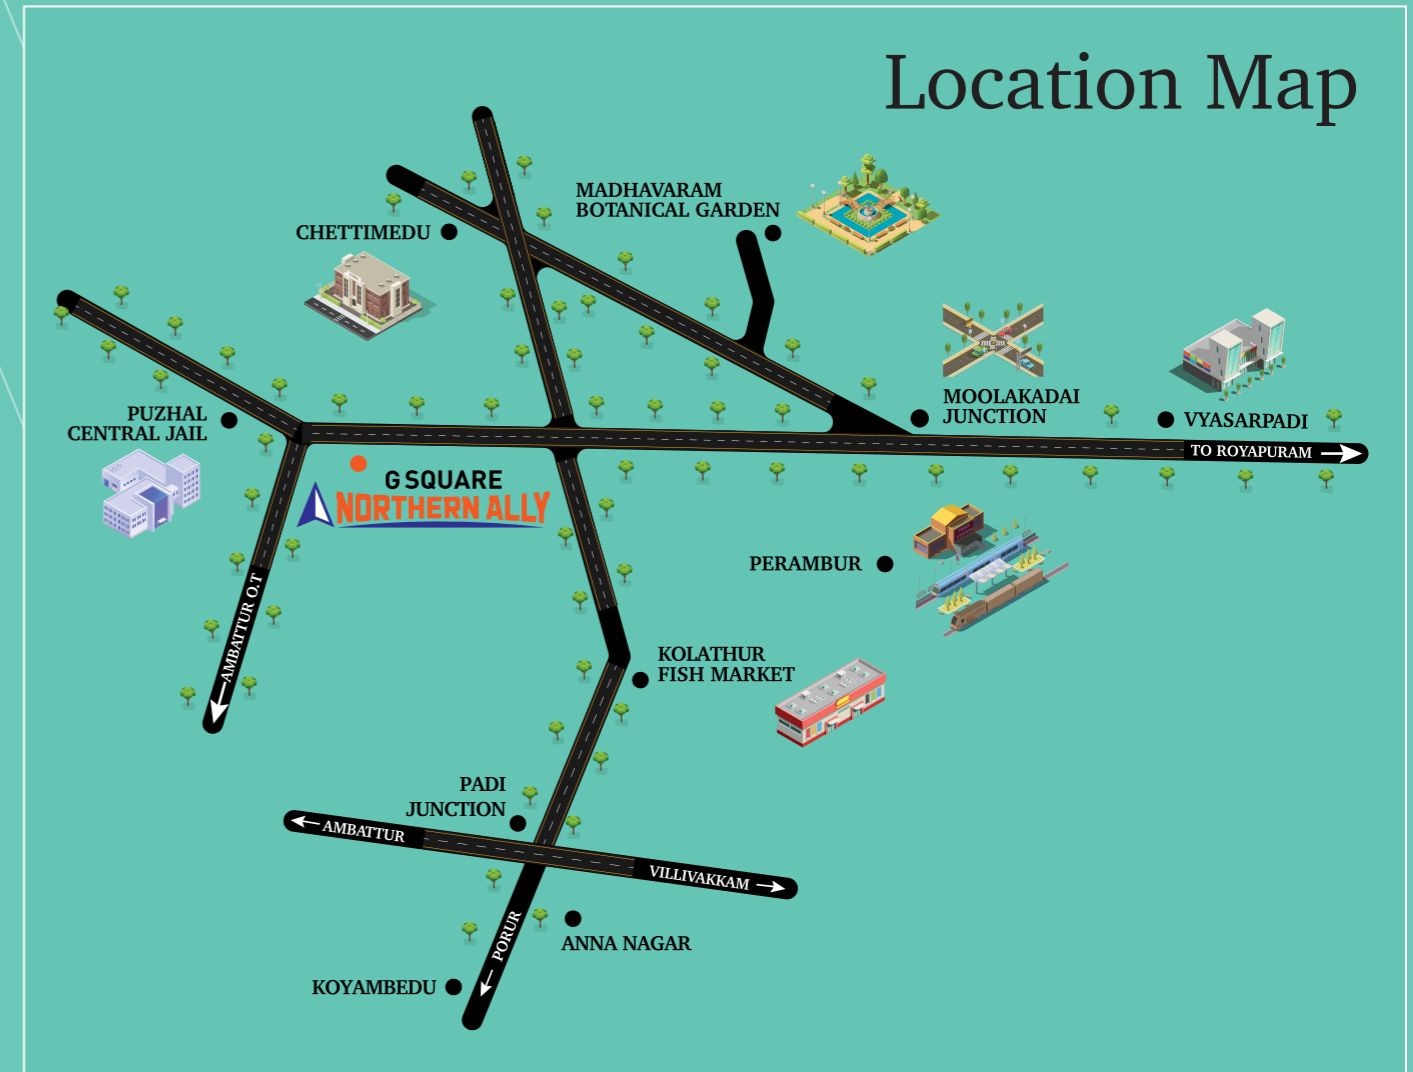 Location Map
MADHAVARAM
BOTANICAL GARDEN
CHETTIMEDU
MOOLAKADAI
JUNCTION
VYASARPADI
PUZHAL
CENTRAL JAIL
TO ROYAPURAM
G SQUARE
NORTHERN ALLY
PERAMBUR
AMBATTUR O.T
KOLATHUR
FISH MARKET
PADI
JUNCTION
AMBATTUR
VILLIVAKKAM
PORUR
ANNA NAGAR
KOYAMBEDU